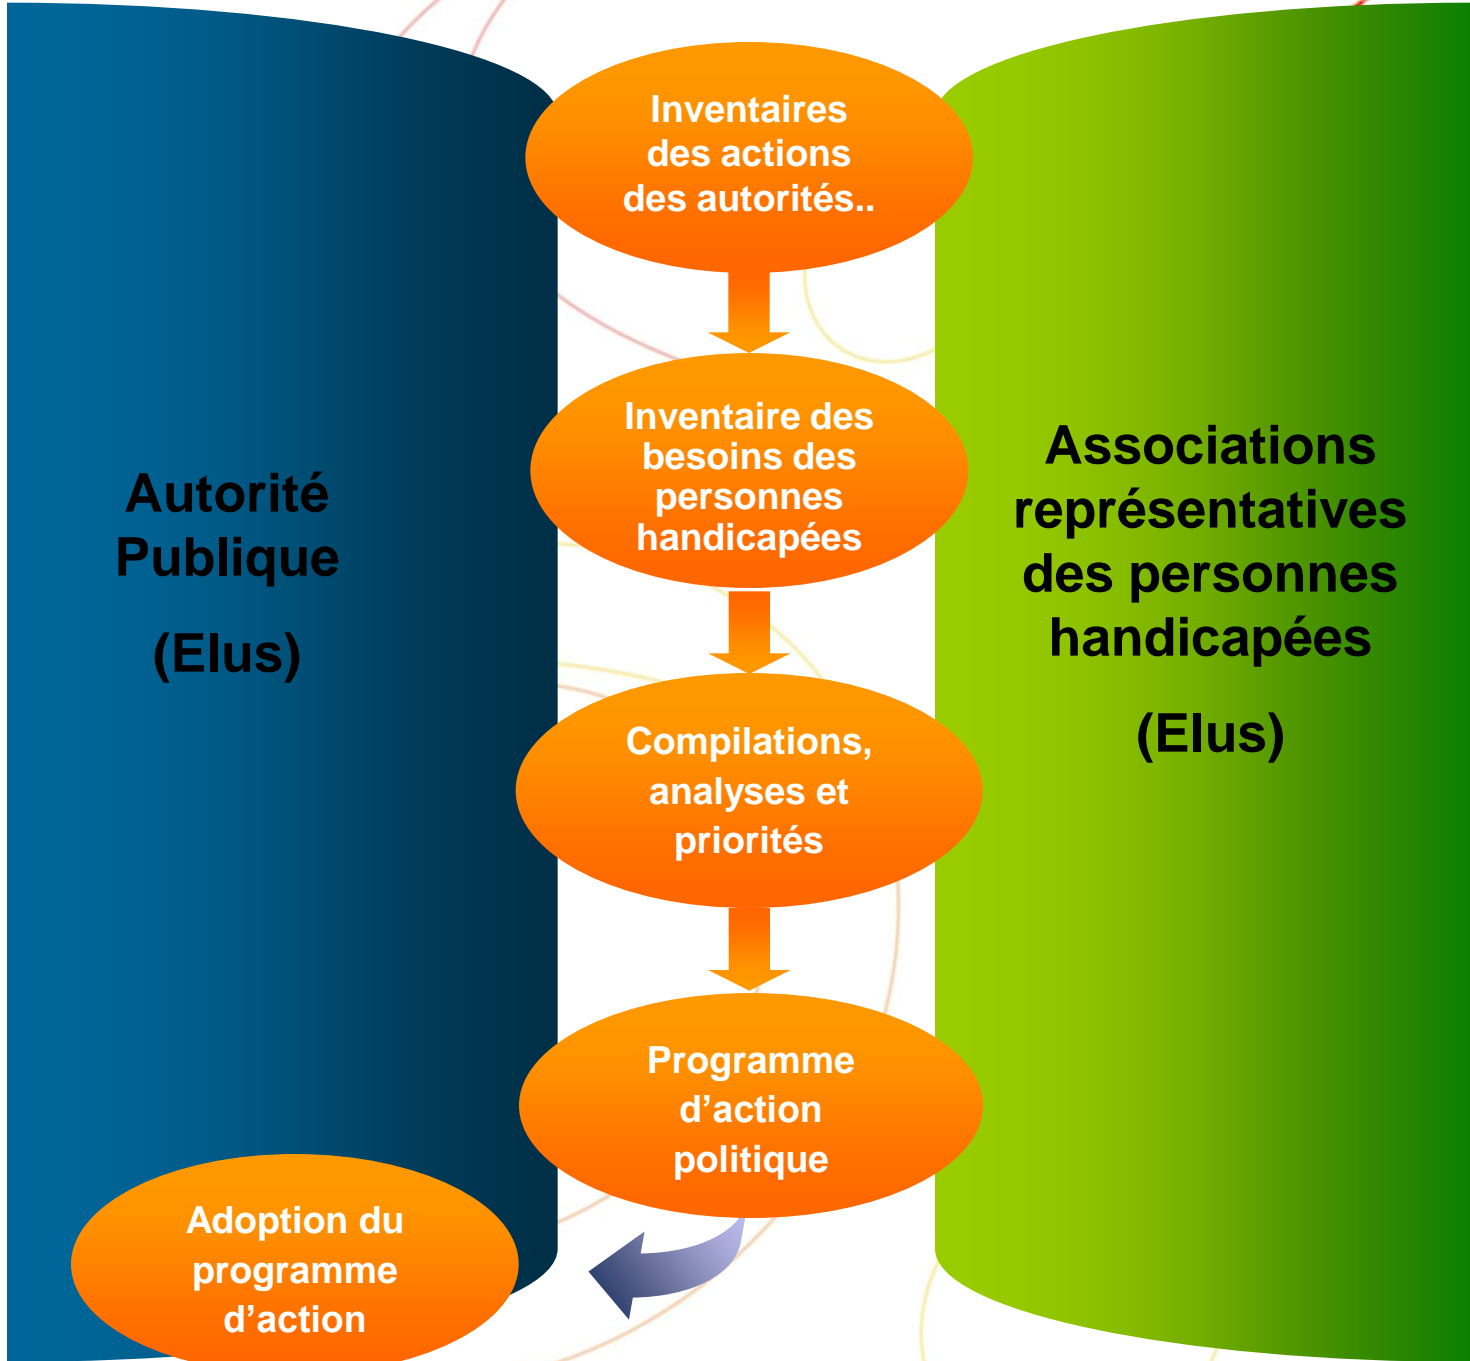 Inventaires
des actions
des autorités..
Inventaire des
besoins des
personnes
handicapées
Compilations,
analyses et
priorités
Programme
d’action
politique
Adoption du
programme
d’action
Autorité
Publique
(Elus)
Associations
représentatives
des personnes
handicapées
(Elus)